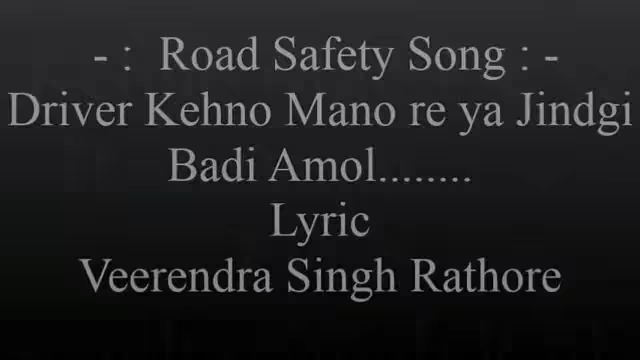 - :  Road Safety Song : -
Driver Kehno Mano re ya Jindgi
Badi Amol........
Lyric
Veerendra Singh Rathore